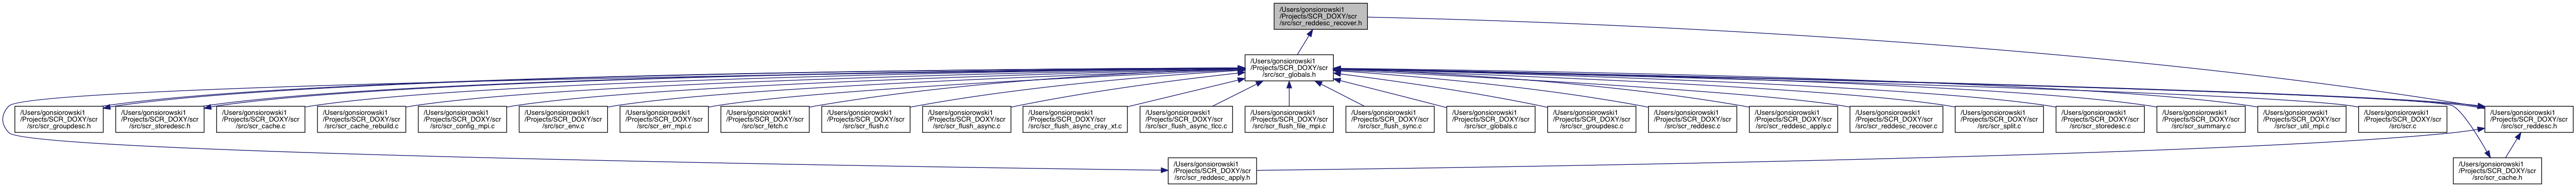 /Users/gonsiorowski1
/Projects/SCR_DOXY/scr
/src/scr_reddesc_recover.h
/Users/gonsiorowski1
/Projects/SCR_DOXY/scr
/src/scr_globals.h
/Users/gonsiorowski1
/Projects/SCR_DOXY/scr
/src/scr_groupdesc.h
/Users/gonsiorowski1
/Projects/SCR_DOXY/scr
/src/scr_storedesc.h
/Users/gonsiorowski1
/Projects/SCR_DOXY/scr
/src/scr_cache.c
/Users/gonsiorowski1
/Projects/SCR_DOXY/scr
/src/scr_cache_rebuild.c
/Users/gonsiorowski1
/Projects/SCR_DOXY/scr
/src/scr_config_mpi.c
/Users/gonsiorowski1
/Projects/SCR_DOXY/scr
/src/scr_env.c
/Users/gonsiorowski1
/Projects/SCR_DOXY/scr
/src/scr_err_mpi.c
/Users/gonsiorowski1
/Projects/SCR_DOXY/scr
/src/scr_fetch.c
/Users/gonsiorowski1
/Projects/SCR_DOXY/scr
/src/scr_flush.c
/Users/gonsiorowski1
/Projects/SCR_DOXY/scr
/src/scr_flush_async.c
/Users/gonsiorowski1
/Projects/SCR_DOXY/scr
/src/scr_flush_async_cray_xt.c
/Users/gonsiorowski1
/Projects/SCR_DOXY/scr
/src/scr_flush_async_tlcc.c
/Users/gonsiorowski1
/Projects/SCR_DOXY/scr
/src/scr_flush_file_mpi.c
/Users/gonsiorowski1
/Projects/SCR_DOXY/scr
/src/scr_flush_sync.c
/Users/gonsiorowski1
/Projects/SCR_DOXY/scr
/src/scr_globals.c
/Users/gonsiorowski1
/Projects/SCR_DOXY/scr
/src/scr_groupdesc.c
/Users/gonsiorowski1
/Projects/SCR_DOXY/scr
/src/scr_reddesc.c
/Users/gonsiorowski1
/Projects/SCR_DOXY/scr
/src/scr_reddesc_apply.c
/Users/gonsiorowski1
/Projects/SCR_DOXY/scr
/src/scr_reddesc_recover.c
/Users/gonsiorowski1
/Projects/SCR_DOXY/scr
/src/scr_split.c
/Users/gonsiorowski1
/Projects/SCR_DOXY/scr
/src/scr_storedesc.c
/Users/gonsiorowski1
/Projects/SCR_DOXY/scr
/src/scr_summary.c
/Users/gonsiorowski1
/Projects/SCR_DOXY/scr
/src/scr_util_mpi.c
/Users/gonsiorowski1
/Projects/SCR_DOXY/scr
/src/scr.c
/Users/gonsiorowski1
/Projects/SCR_DOXY/scr
/src/scr_reddesc.h
/Users/gonsiorowski1
/Projects/SCR_DOXY/scr
/src/scr_reddesc_apply.h
/Users/gonsiorowski1
/Projects/SCR_DOXY/scr
/src/scr_cache.h